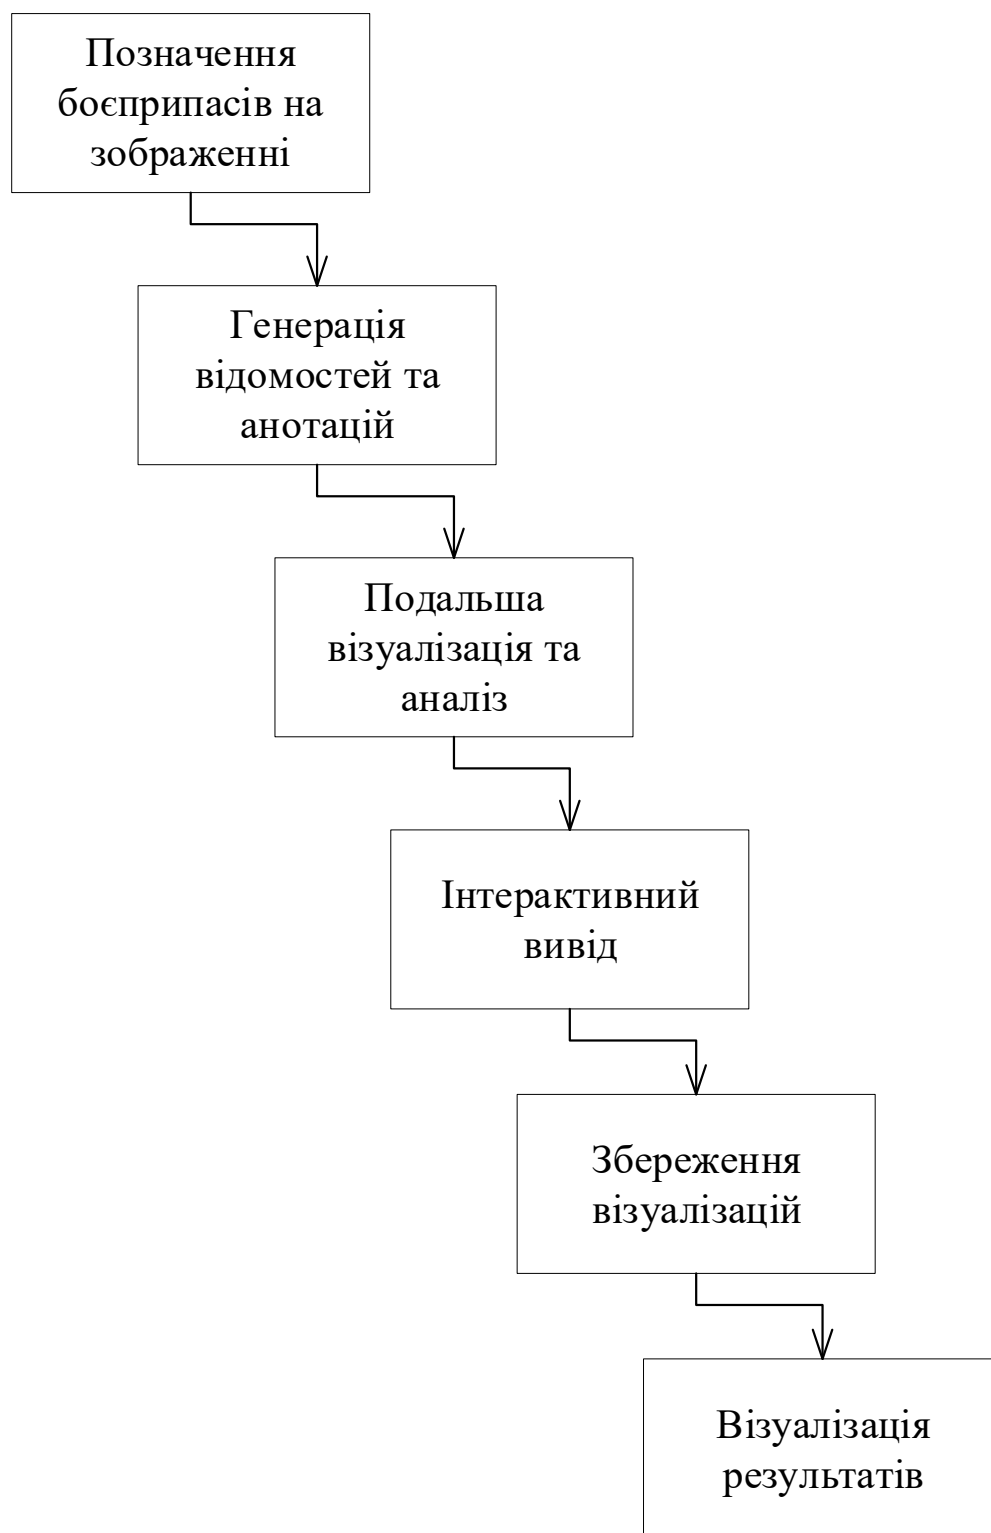 Позначення
боєприпасів на
зображенні
Генерація
відомостей та
анотацій
Подальша
візуалізація та
аналіз
Інтерактивний
вивід
Збереження
візуалізацій
Візуалізація
результатів